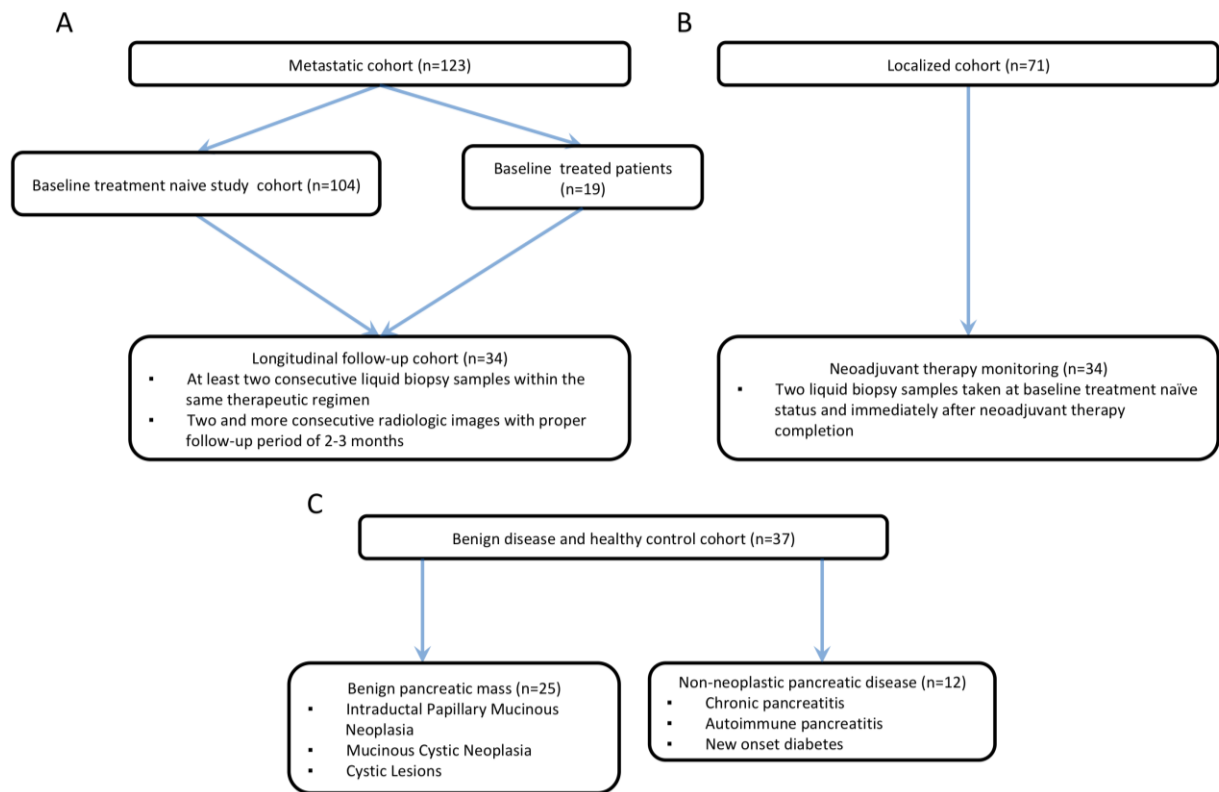 A
Metastatic cohort (n=123)
Baseline treatment naive study cohort (n=104)
Baseline treated patients
(n=19)
Longitudinal follow-up cohort (n=34)
▪ At least two consecutive liquid biopsy samples within the
same therapeutic regimen
▪ Two and more consecutive radiologic images with proper
follow-up period of 2-3 months
B
Localized cohort (n=71)
Neoadjuvant therapy monitoring (n=34)
▪ Two liquid biopsy samples taken at baseline treatment naïve
status and immediately after neoadjuvant therapy
completion
C
Benign disease and healthy control cohort (n=37)
Benign pancreatic mass (n=25)
▪ Intraductal Papillary Mucinous
Neoplasia
▪ Mucinous Cystic Neoplasia
▪ Cystic Lesions
Non-neoplastic pancreatic disease (n=12)
▪ Chronic pancreatitis
▪ Autoimmune pancreatitis
▪ New onset diabetes